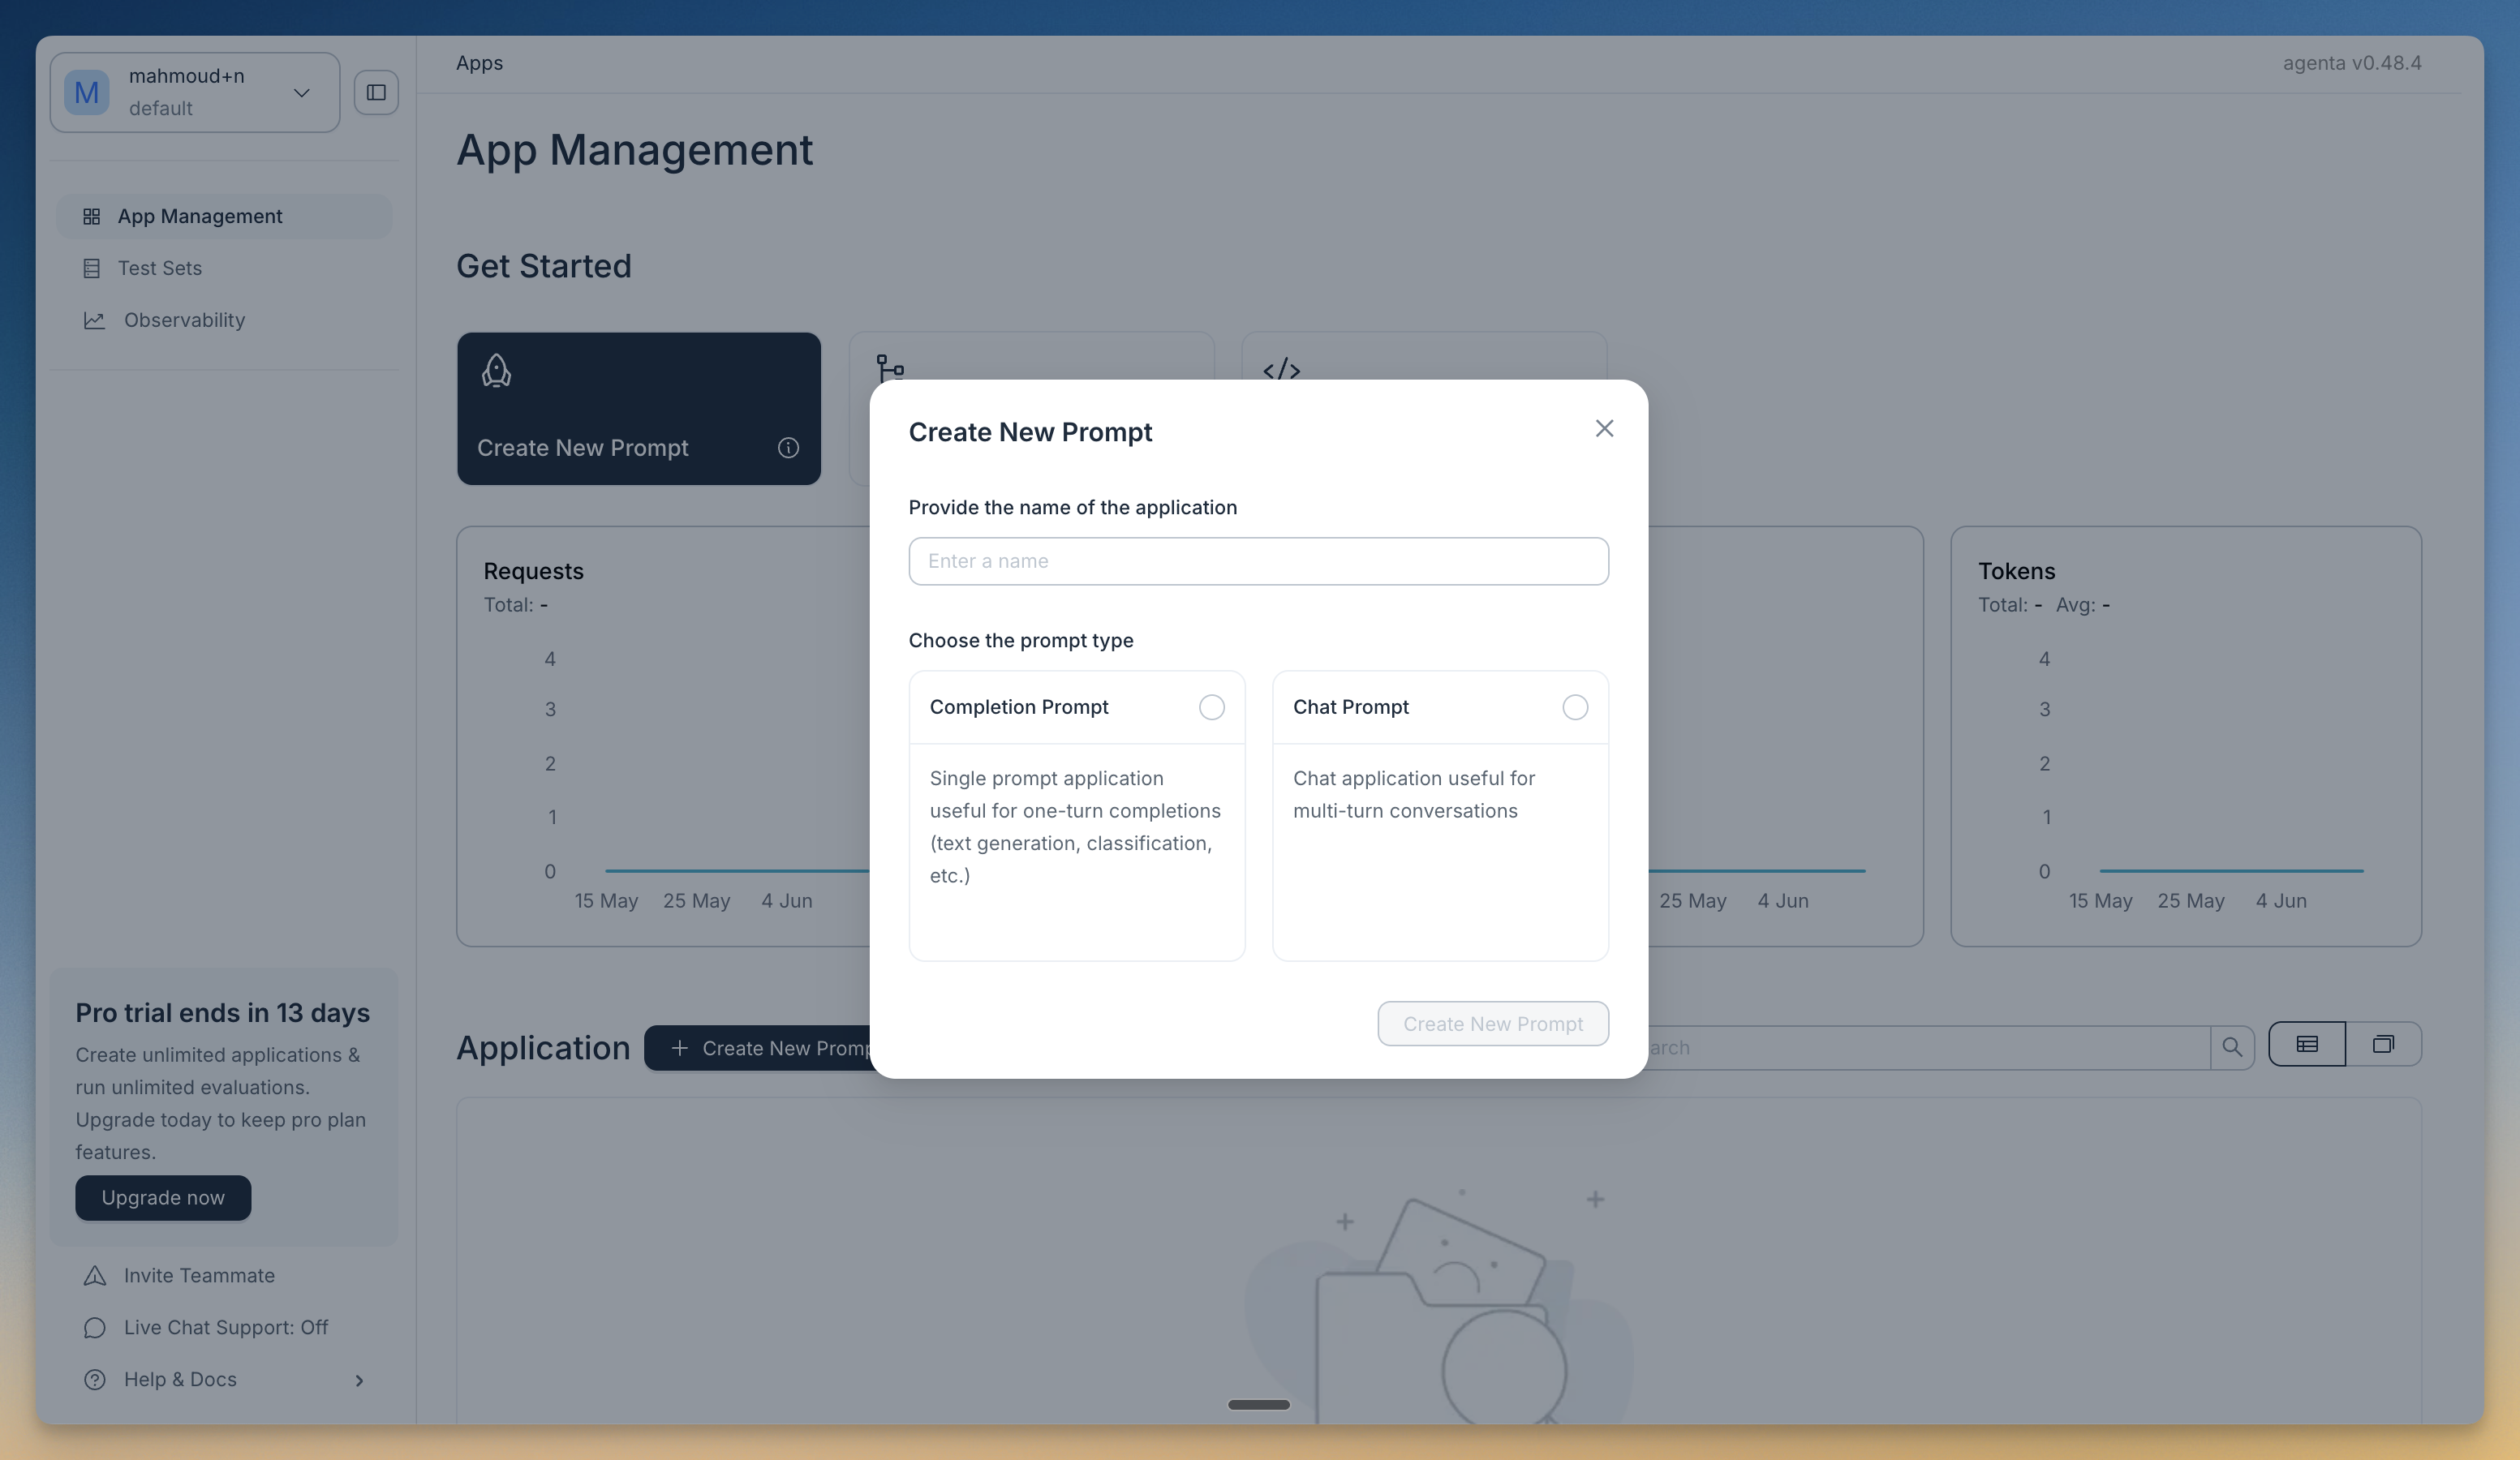 M
mahmoud+n
default
App Management
Test Sets
Observability
Pro trial ends in 13 days
Create unlimited applications &
run unlimited evaluations.
Upgrade today to keep pro plan
features.
Upgrade now
Invite Teammate
Live Chat Support: Off
Help & Docs
Apps
agenta v0.48.4
App Management
Get Started
Create New Prompt
Requests
Total: -
4
3
2
1
0
15 May 25 May 4 Jun
25 May 4 Jun
Tokens
Total: - Avg: -
4
3
2
1
0
15 May 25 May 4 Jun
Application
Create New
Create New Prompt
Provide the name of the application
Enter a name
Choose the prompt type
Completion Prompt
Single prompt application
useful for one-turn completions
(text generation, classification,
etc.)
Chat Prompt
Chat application useful for
multi-turn conversations
Create New Prompt